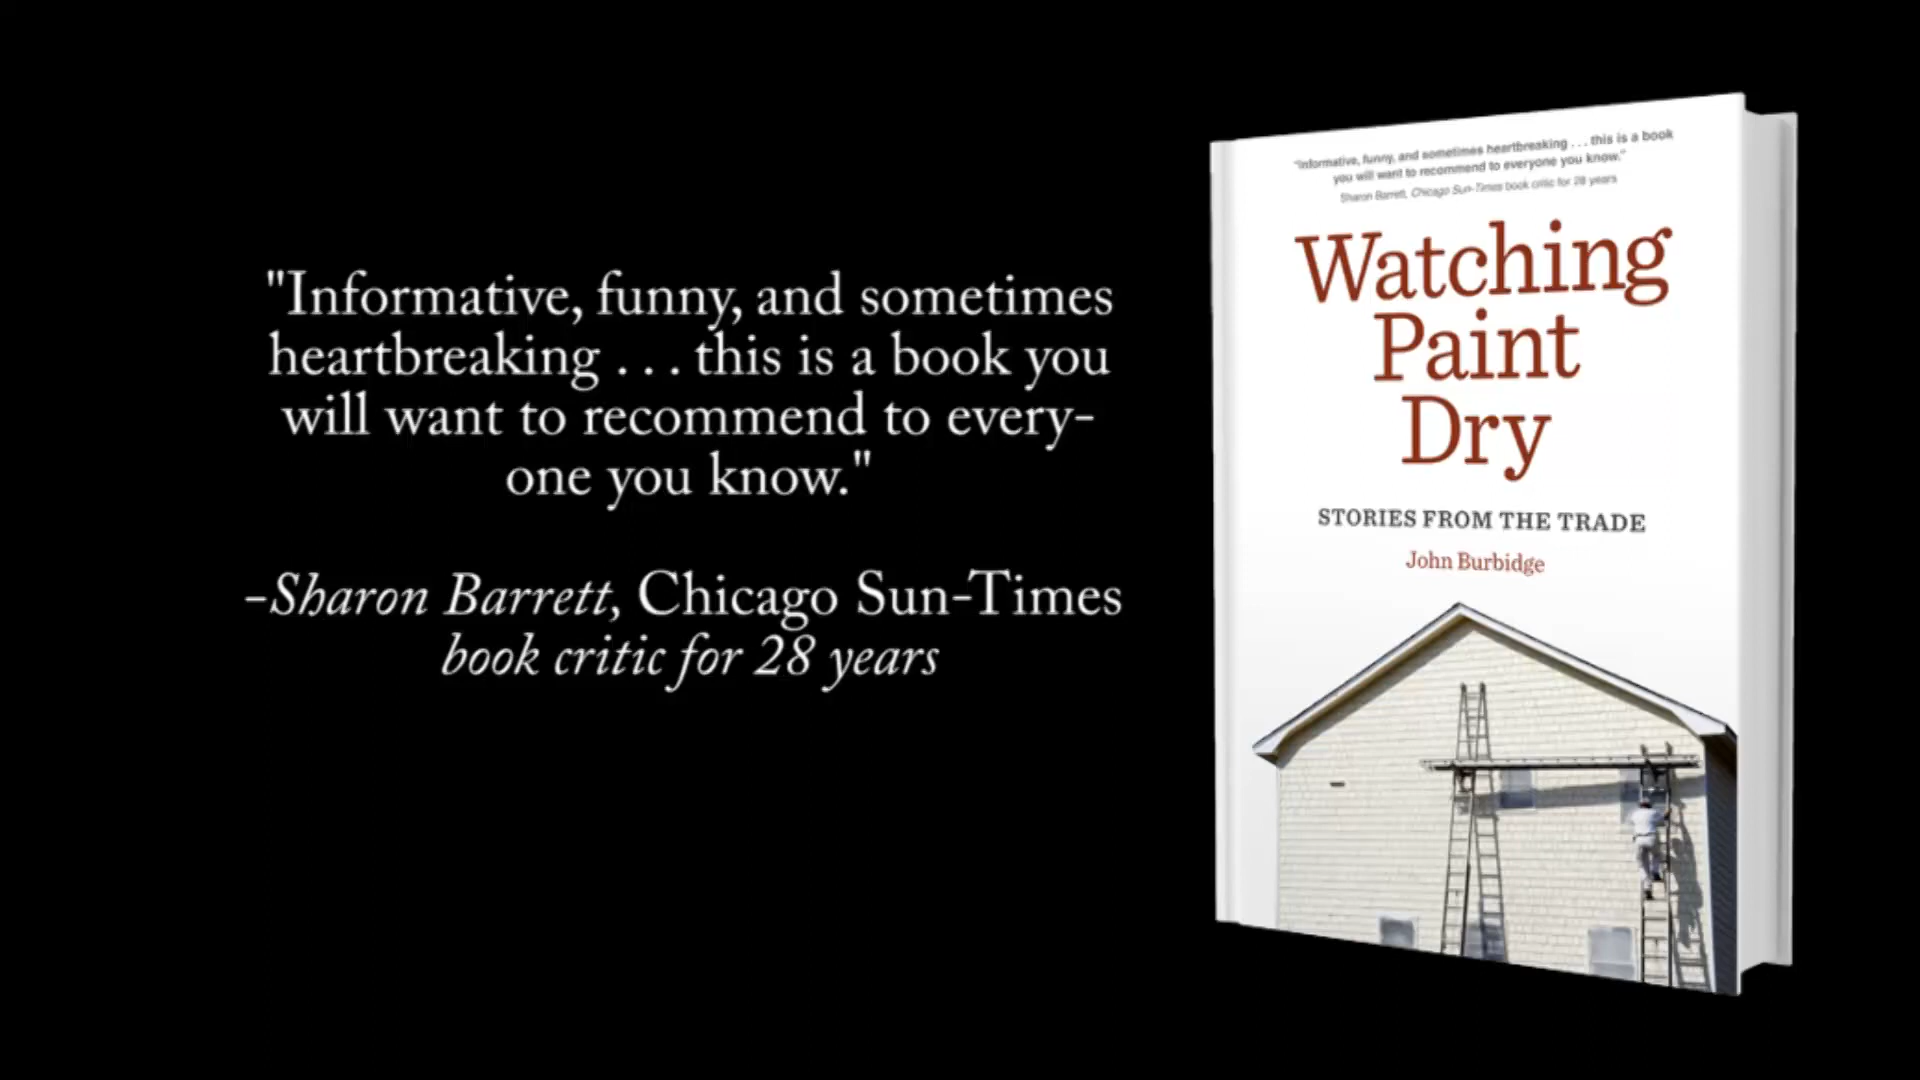 "Informative, funny, and sometimes
heartbreaking . . . this is a book you
will want to recommend to every-
one you know."
-Sharon Barrett, Chicago Sun-Times
book critic for 28 years
"Informative, funny, and sometimes heartbreaking . . . this is a book
you will want to recommend to everyone you know."
Sharon Barrett, Chicago Sun-Times book critic for 28 years
Watching
Paint
Dry
STORIES FROM THE TRADE
John Burbidge